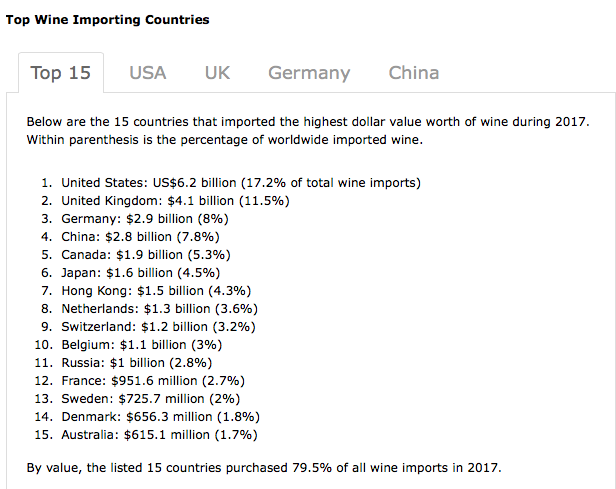 Top Wine Importing Countries
Top 15 USA UK Germany China
Below are the 15 countries that imported the highest dollar value worth of wine during 2017.
Within parenthesis is the percentage of worldwide imported wine.
1. United States: US$6.2 billion (17.2% of total wine imports)
2. United Kingdom: $4.1 billion (11.5%)
3. Germany: $2.9 billion (8%)
4. China: $2.8 billion (7.8%)
5. Canada: $1.9 billion (5.3%)
6. Japan: $1.6 billion (4.5%)
7. Hong Kong: $1.5 billion (4.3%)
8. Netherlands: $1.3 billion (3.6%)
9. Switzerland: $1.2 billion (3.2%)
10. Belgium: $1.1 billion (3%)
11. Russia: $1 billion (2.8%)
12. France: $951.6 million (2.7%)
13. Sweden: $725.7 million (2%)
14. Denmark: $656.3 million (1.8%)
15. Australia: $615.1 million (1.7%)
By value, the listed 15 countries purchased 79.5% of all wine imports in 2017.